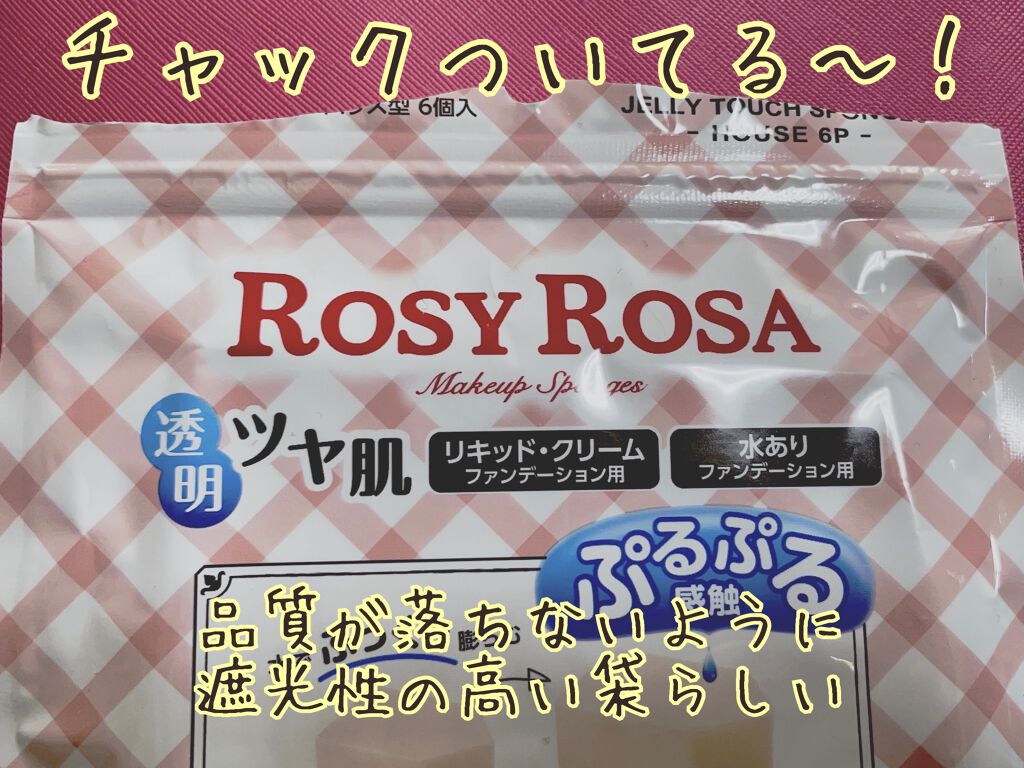 チャックついてる〜！
ス型 6個入
JELLY TOUCH
- HOUSE 6P -
ROSY ROSA
Makeup Sponges
透明
ツヤ肌
リキッド・クリーム
ファンデーション用
水あり
ファンデーション用
ぷるぷる
感触
品質が落ちないように
遮光性の高い袋らしい